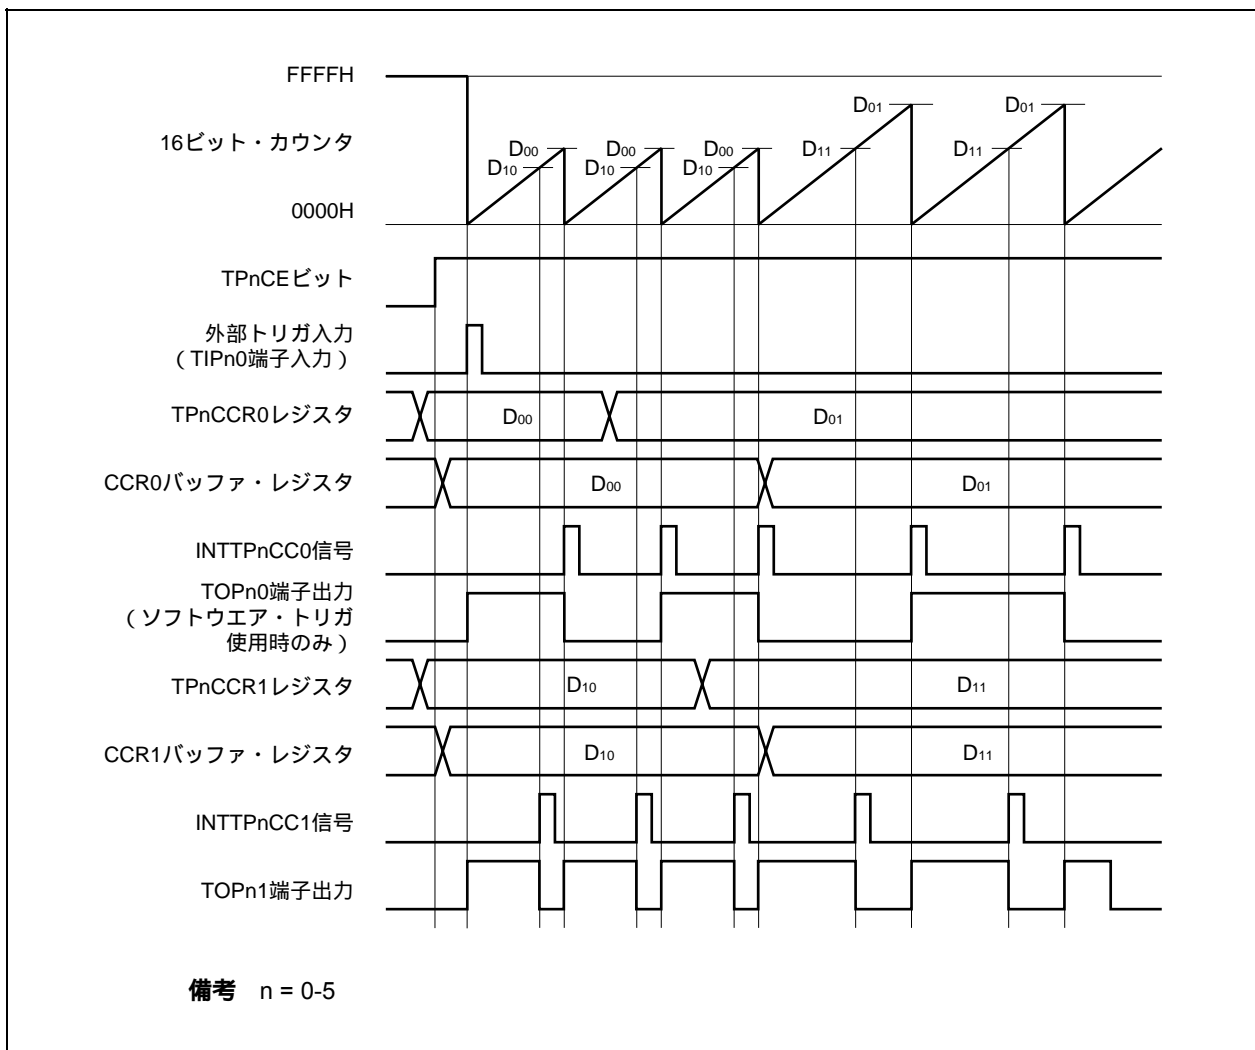 FFFFH
16ビット・カウンタ
0000H
D01
D01
D00
D00
D00
D11
D11
D10
D10
D10
TPnCEビット
外部トリガ入力
（TIPn0端子入力）
TPnCCR0レジスタ
D00
D01
CCR0バッファ・レジスタ
D00
D01
INTTPnCC0信号
TOPn0端子出力
（ソフトウエア・トリガ
使用時のみ）
TPnCCR1レジスタ
D10
D11
CCR1バッファ・レジスタ
D10
D11
INTTPnCC1信号
TOPn1端子出力
備考 n = 0-5